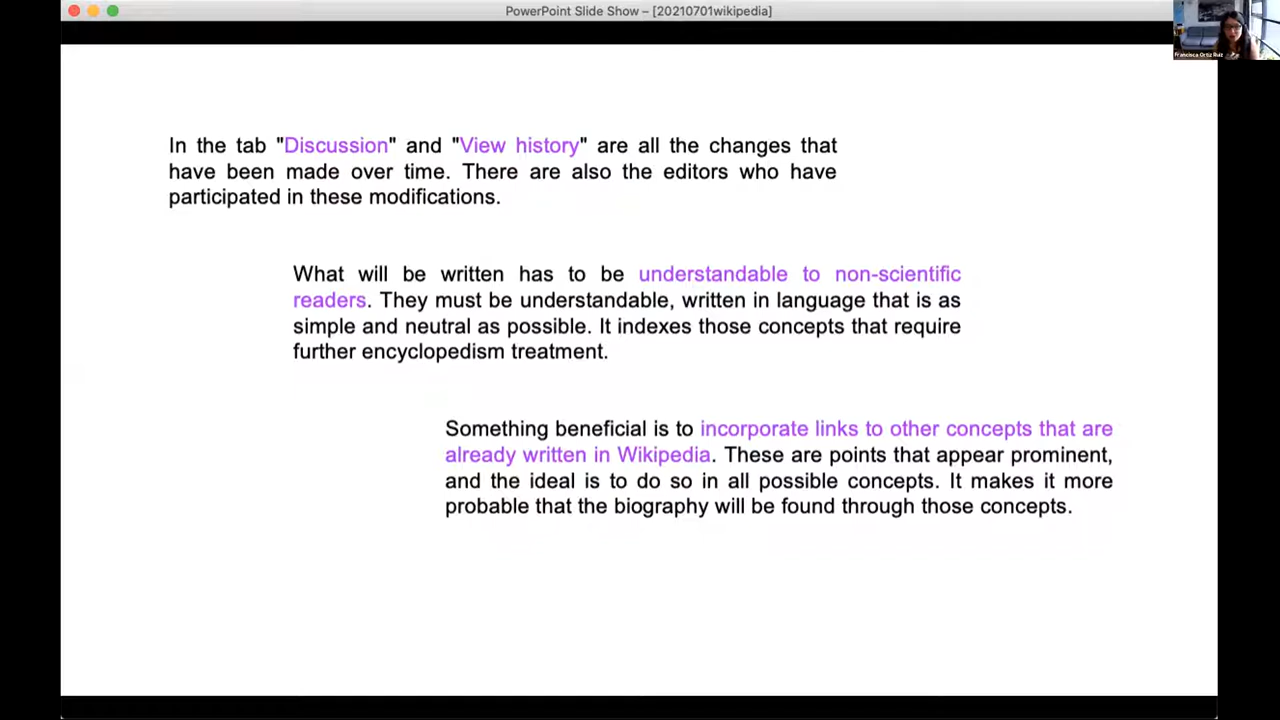 PowerPoint Slide Show – [20210701wikipedia]
Francisca Ortiz Ruiz
In the tab "Discussion" and "View history" are all the changes that
have been made over time. There are also the editors who have
participated in these modifications.
What will be written has to be understandable to non-scientific
readers. They must be understandable, written in language that is as
simple and neutral as possible. It indexes those concepts that require
further encyclopedism treatment.
Something beneficial is to incorporate links to other concepts that are
already written in Wikipedia. These are points that appear prominent,
and the ideal is to do so in all possible concepts. It makes it more
probable that the biography will be found through those concepts.